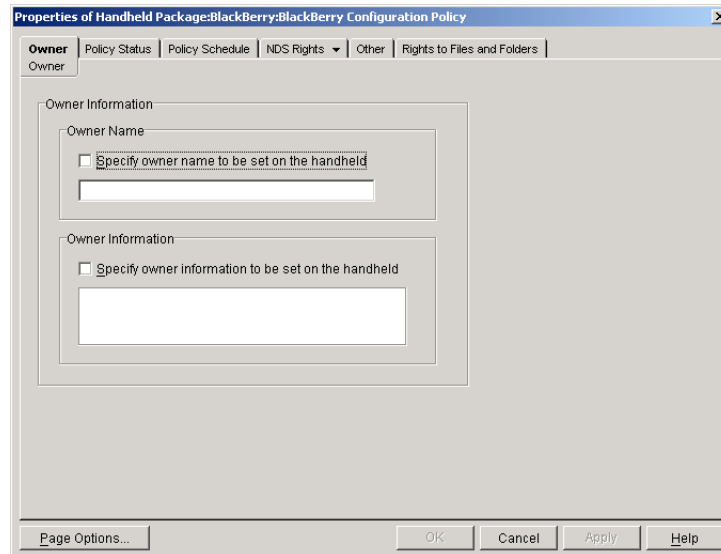 Properties of Handheld Package:BlackBerry:BlackBerry Configuration Policy
Owner Policy Status Policy Schedule NDS Rights Other Rights to Files and Folders
Owner
Owner Information
Owner Name
Specify owner name to be set on the handheld
Owner Information
Specify owner information to be set on the handheld
Page Options... OK Cancel Apply Help